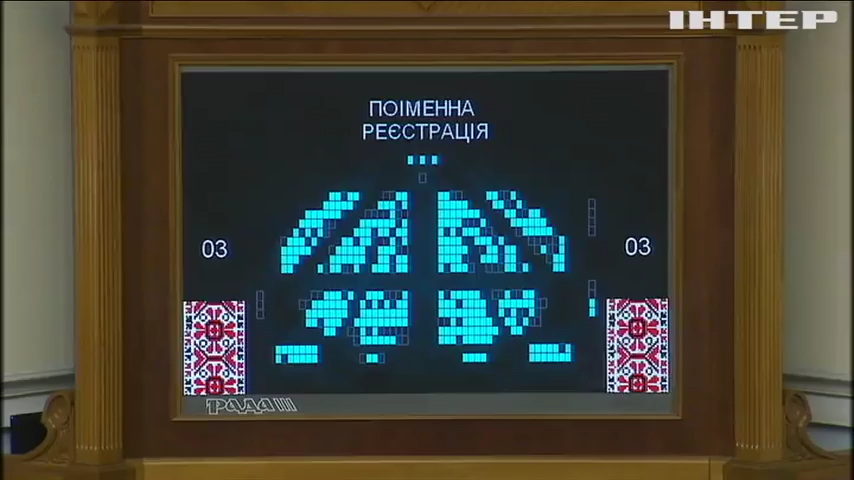 ІНТЕР
ПОІМЕННА
РЕЄСТРАЦІЯ
03
03
РАДА